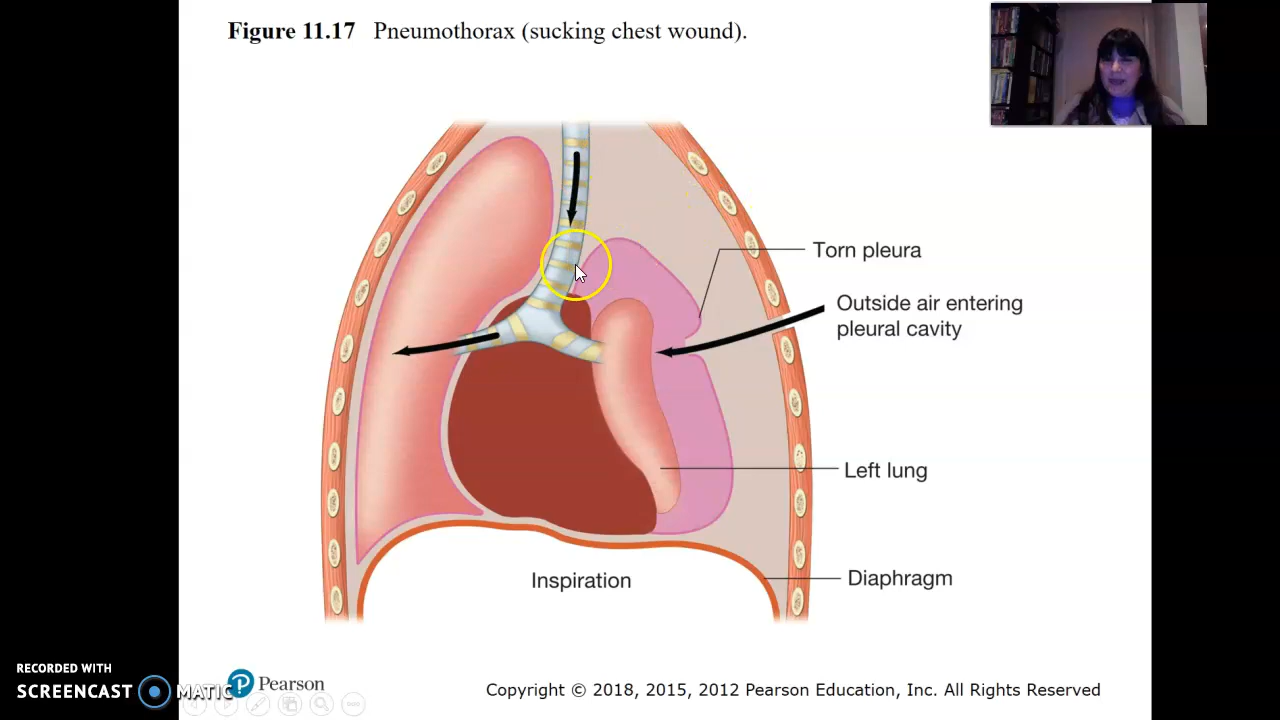 Figure 11.17 Pneumothorax (sucking chest wound).
Torn pleura
Outside air entering
pleural cavity
Left lung
Diaphragm
Inspiration
RECORDED WITH
SCREENCAST MATIC
Pearson
Copyright © 2018, 2015, 2012 Pearson Education, Inc. All Rights Reserved